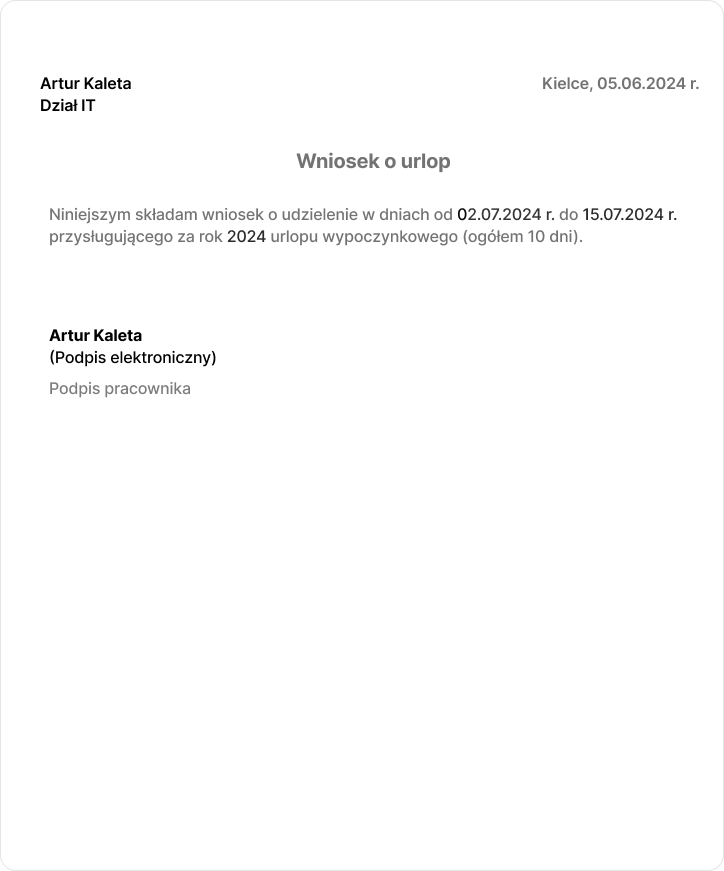 Artur Kaleta
Dział IT
Kielce, 05.06.2024 r.
Wniosek o urlop
Niniejszym składam wniosek o udzielenie w dniach od 02.07.2024 r. do 15.07.2024 r.
przysługującego za rok 2024 urlopu wypoczynkowego (ogółem 10 dni).
Artur Kaleta
(Podpis elektroniczny)
Podpis pracownika